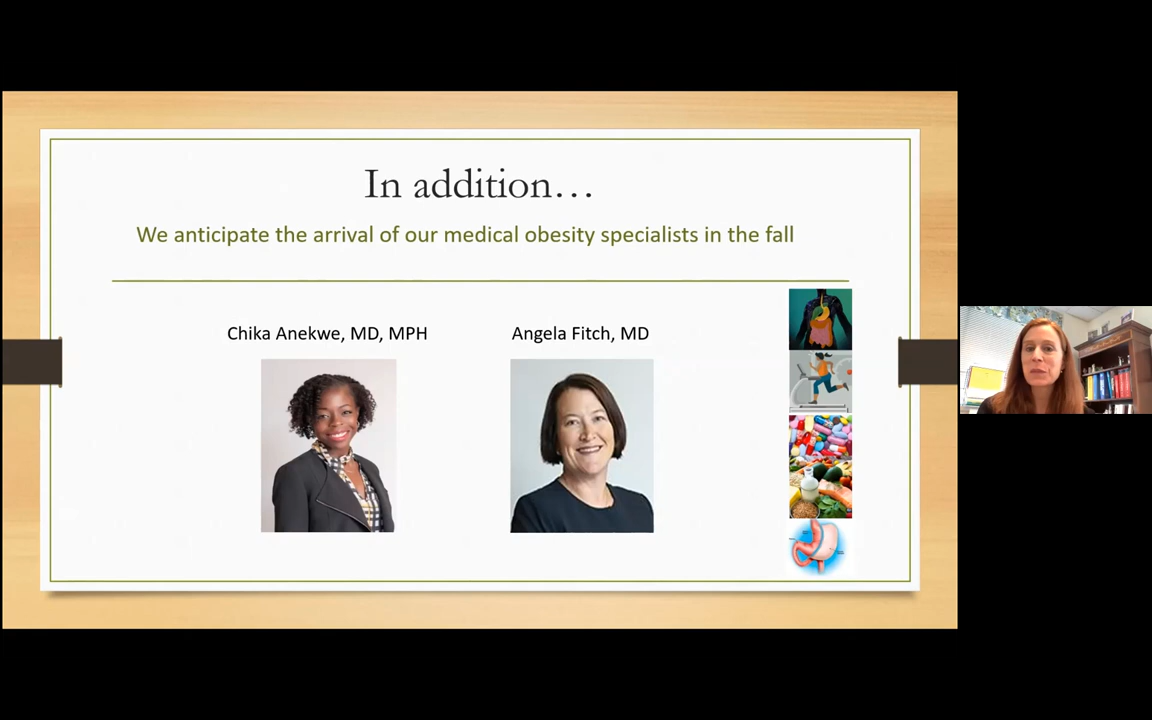 In addition…
We anticipate the arrival of our medical obesity specialists in the fall
Chika Anekwe, MD, MPH
Angela Fitch, MD